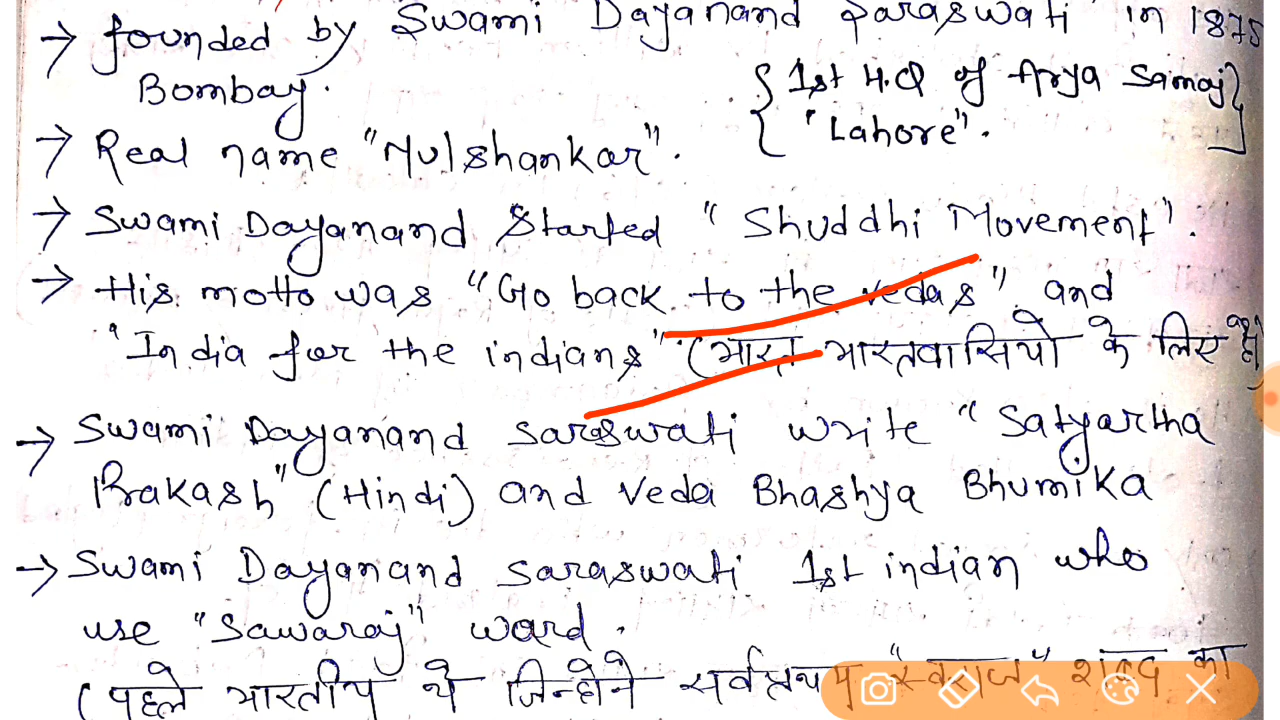 → founded by Swami Dayanand Saraswati in 1875
Bombay.
{ 1st H.Q of Arya Samaj }
"Lahore".
→ Real name "Mulshankar".
→ Swami Dayanand Started "Shuddhi Movement".
→ His motto was "Go back to the vedas" and
"India for the indians" (भारत भारतवासियो के लिए है)
→ Swami Dayanand saraswati write "Satyartha
Prakash" (Hindi) and Veda Bhashya Bhumika
→ Swami Dayanand saraswati 1st indian who
use "Sawaraj" ward.
(पहले भारतीय थे जिन्होने सर्वप्रथम "स्वराज" शब्द का